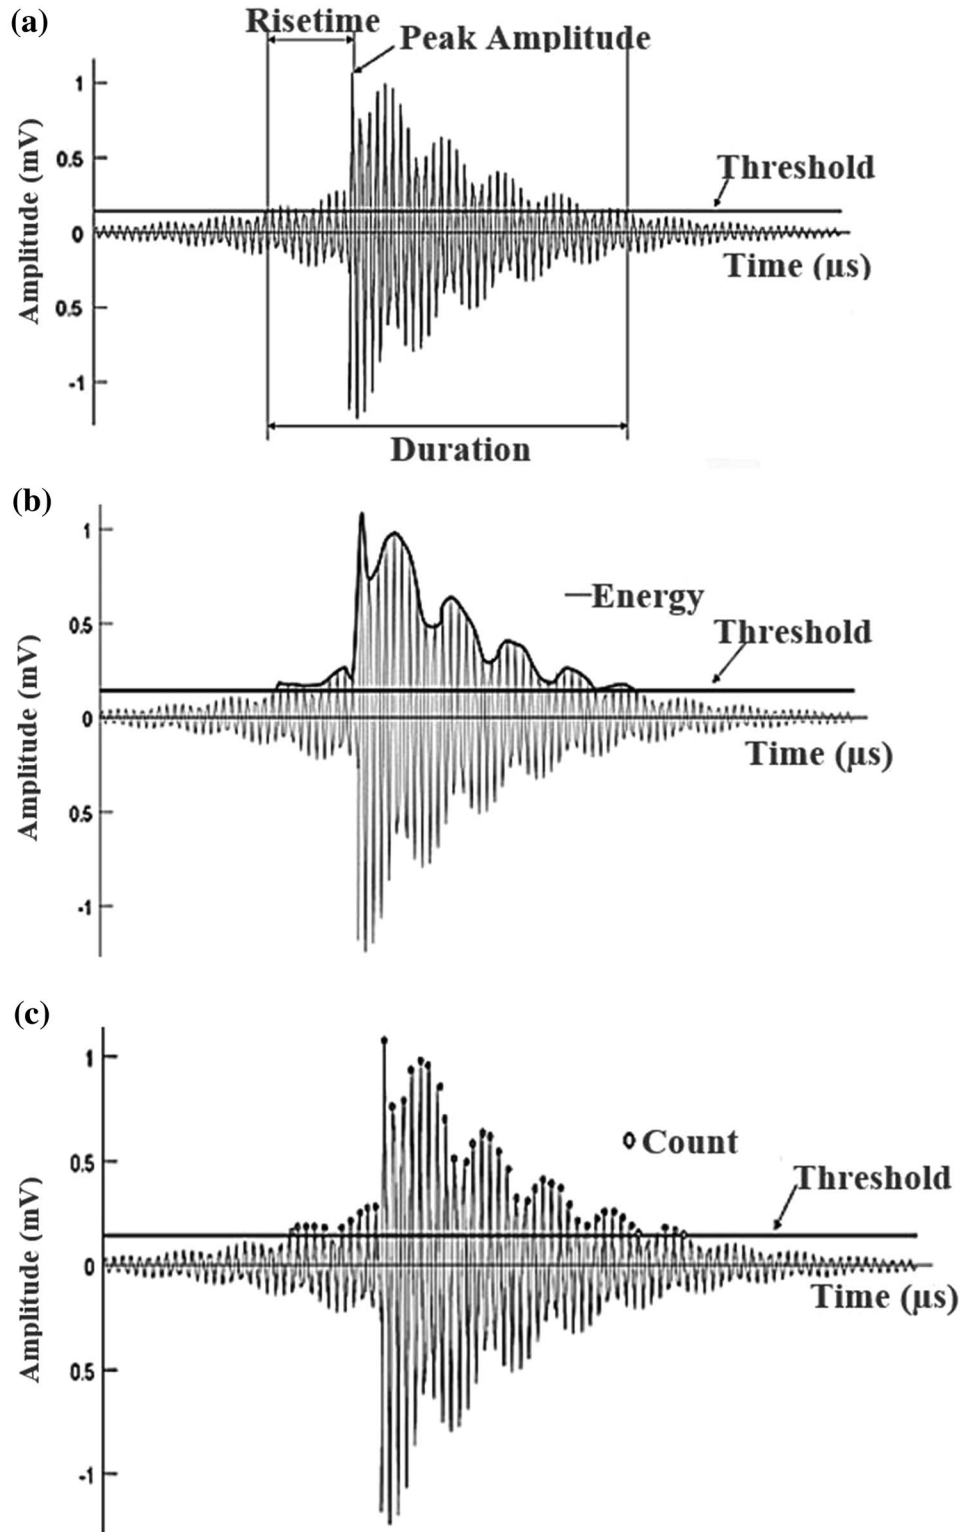 (a)
Risetime
Peak Amplitude
Amplitude (mV)
1
0.5
0
0.5
-1
Threshold
Time (µs)
Duration
(b)
Amplitude (mV)
1
0.5
0
0.5
-1
Energy
Threshold
Time (µs)
(c)
Amplitude (mV)
1
0.5
0
0.5
-1
Count
Threshold
Time (µs)